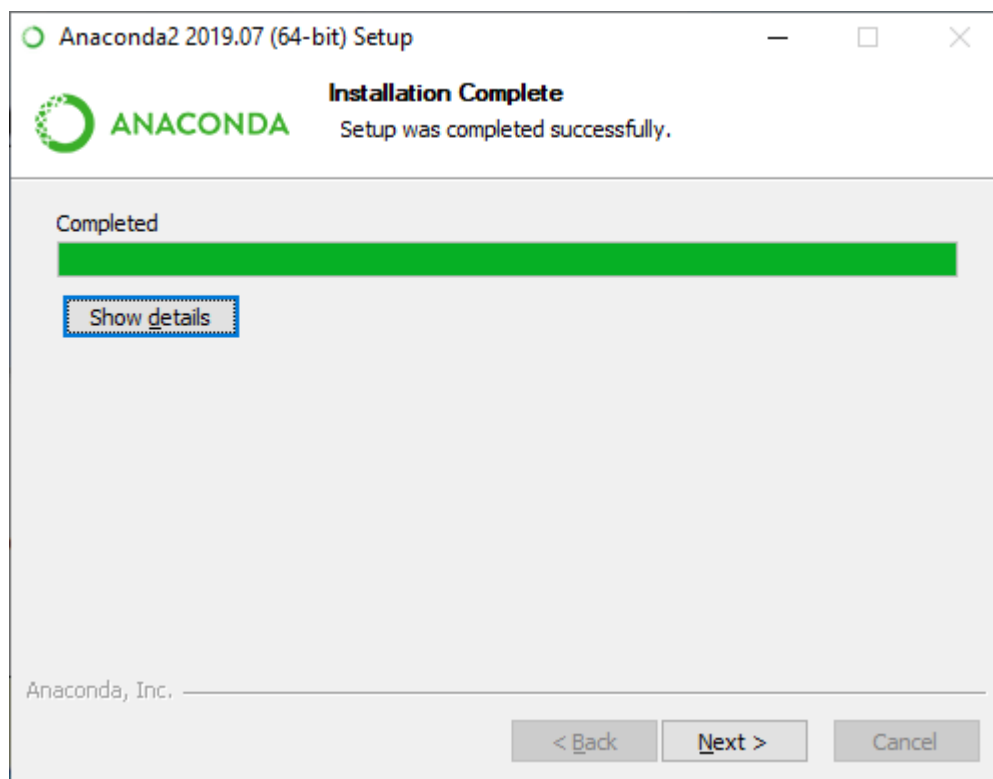 Anaconda2 2019.07 (64-bit) Setup
ANACONDA
Installation Complete
Setup was completed successfully.
Completed
Show details
Anaconda, Inc.
< Back
Next >
Cancel